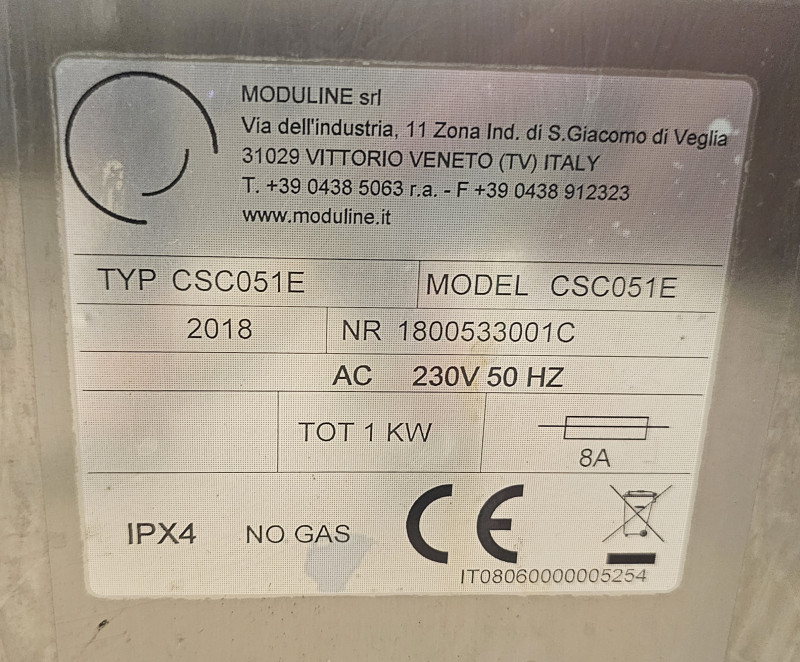 MODULINE srl
Via dell'industria, 11 Zona Ind. di S.Giacomo di Veglia
31029 VITTORIO VENETO (TV) ITALY
T. +39 0438 5063 r.a. - F +39 0438 912323
www.moduline.it
TYP CSC051E MODEL CSC051E
2018 NR 1800533001C
AC 230V 50 HZ
TOT 1 KW
8A
IPX4 NO GAS CE
IT08060000005254